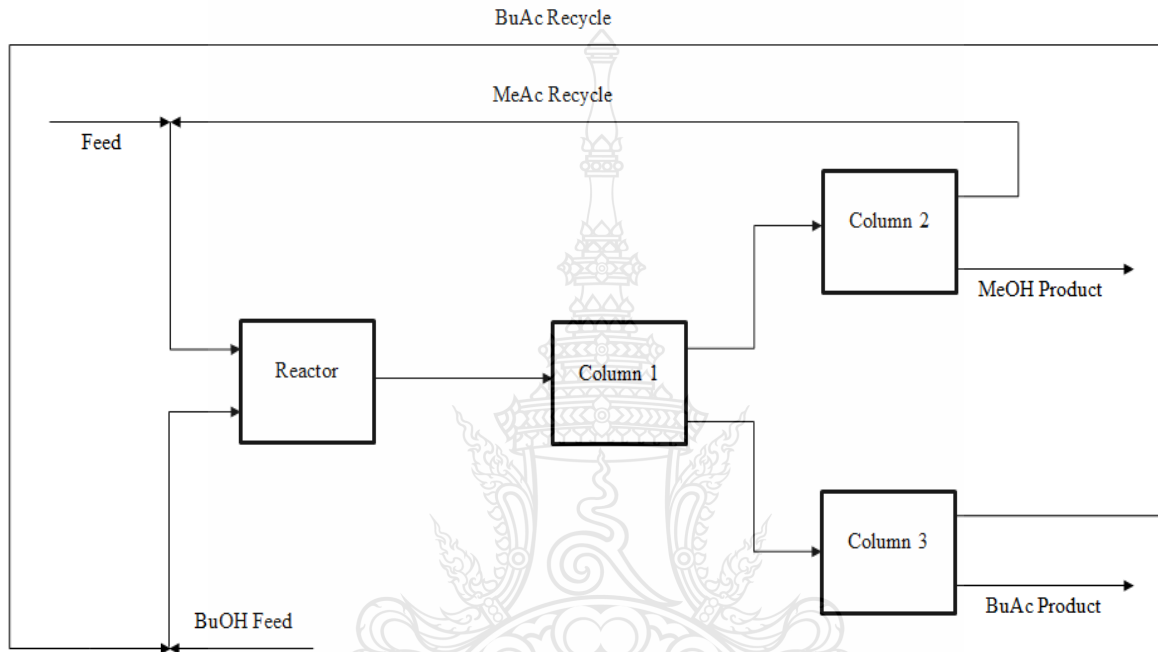 BuAc Recycle
MeAc Recycle
Feed
Column 2
MeOH Product
Reactor
Column 1
Column 3
BuAc Product
BuOH Feed